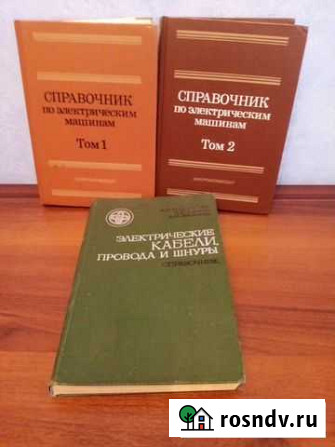 СПРАВОЧНИК
по электрическим
машинам
Том 1
СПРАВОЧНИК
по электрическим
машинам
Том 2
ЭЛЕКТРИЧЕСКИЕ
КАБЕЛИ,
ПРОВОДА И ШНУРЫ
СПРАВОЧНИК
rosndv.ru